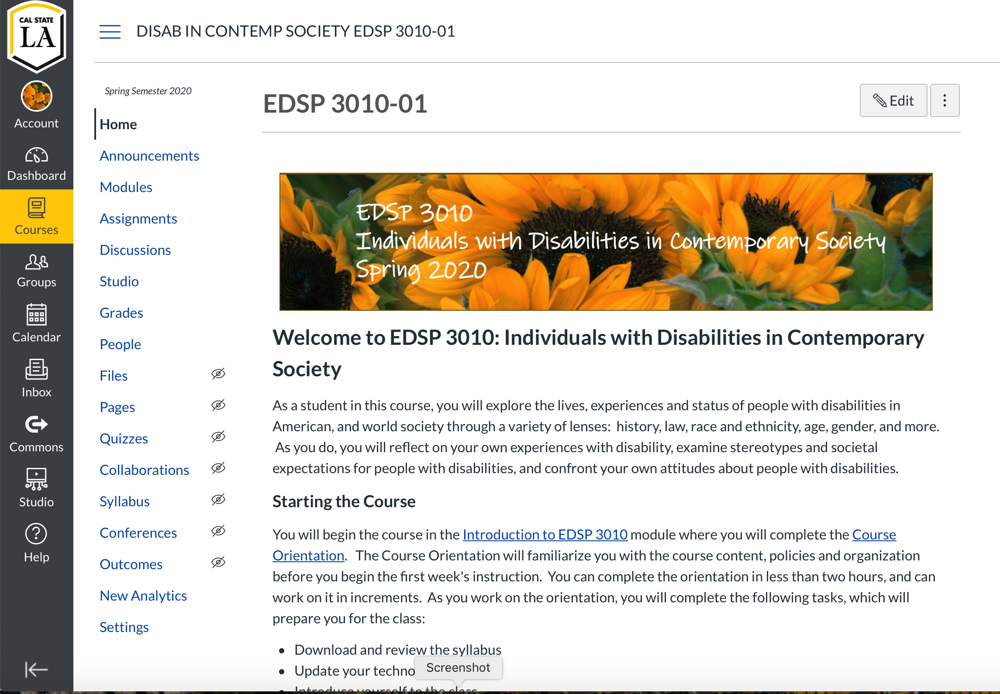 CAL STATE
LA
Account
Dashboard
Courses
Groups
Calendar
Inbox
Commons
Studio
Help
DISAB IN CONTEMP SOCIETY EDSP 3010-01
Spring Semester 2020
Home
Announcements
Modules
Assignments
Discussions
Studio
Grades
People
Files
Pages
Quizzes
Collaborations
Syllabus
Conferences
Outcomes
New Analytics
Settings
EDSP 3010-01
Edit
EDSP 3010
Individuals with Disabilities in Contemporary Society
Spring 2020
Welcome to EDSP 3010: Individuals with Disabilities in Contemporary
Society
As a student in this course, you will explore the lives, experiences and status of people with disabilities in
American, and world society through a variety of lenses:  history, law, race and ethnicity, age, gender, and more.
As you do, you will reflect on your own experiences with disability, examine stereotypes and societal
expectations for people with disabilities, and confront your own attitudes about people with disabilities.
Starting the Course
You will begin the course in the Introduction to EDSP 3010 module where you will complete the Course
Orientation.   The Course Orientation will familiarize you with the course content, policies and organization
before you begin the first week's instruction.  You can complete the orientation in less than two hours, and can
work on it in increments.  As you work on the orientation, you will complete the following tasks, which will
prepare you for the class:
• Download and review the syllabus
• Update your techno
Screenshot
• Introduce yourself to the class